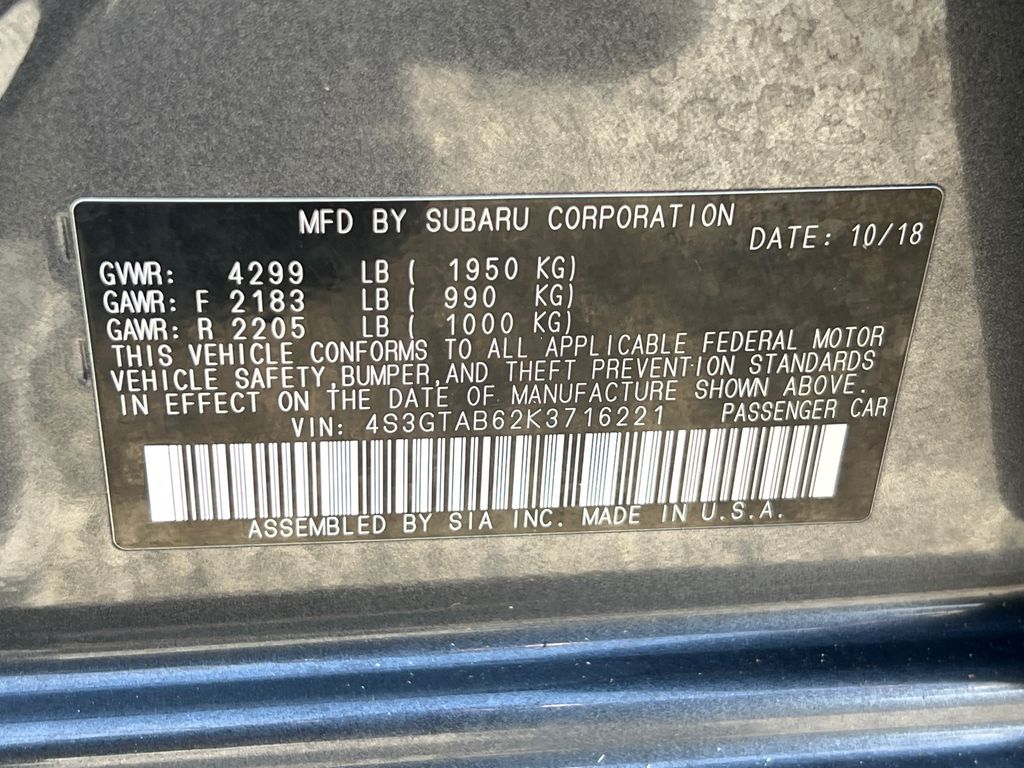 MFD BY SUBARU CORPORATION
DATE: 10/18
GVWR: 4299 LB ( 1950 KG)
GAWR: F 2183 LB ( 990 KG)
GAWR: R 2205 LB ( 1000 KG)
THIS VEHICLE CONFORMS TO ALL APPLICABLE FEDERAL MOTOR
VEHICLE SAFETY,BUMPER,AND THEFT PREVENTION STANDARDS
IN EFFECT ON THE DATE OF MANUFACTURE SHOWN ABOVE.
VIN: 4S3GTAB62K3716221 PASSENGER CAR
ASSEMBLED BY SIA INC. MADE IN U.S.A.